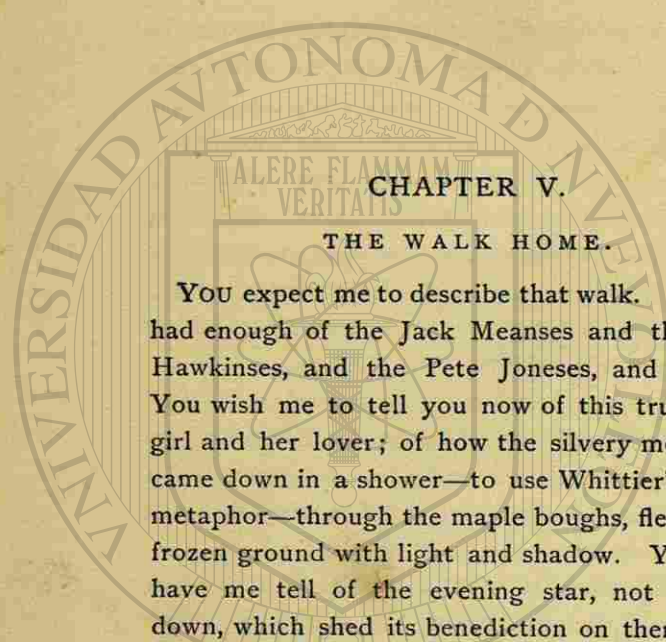 CHAPTER V.
THE WALK HOME.
YOU expect me to describe that walk.
had enough of the Jack Meanses and
Hawkinses, and the Pete Joneses, and
You wish me to tell you now of this
girl and her lover; of how the silvery
came down in a shower—to use
metaphor—through the maple boughs,
frozen ground with light and shadow.
have me tell of the evening star, not
down, which shed its benediction on
UNIVERSIDAD AVTONOMA D NVEVO
ALERE FLAMMAM
VERITATIS